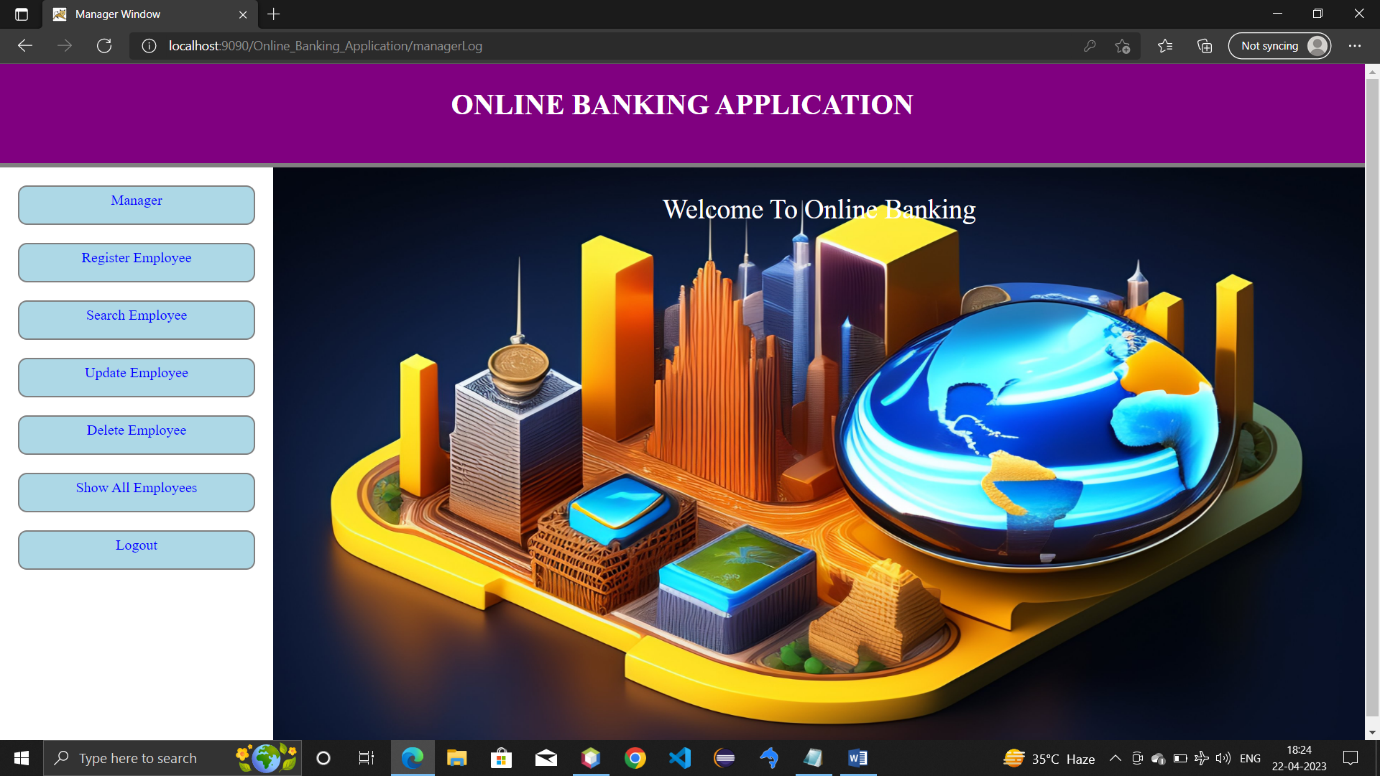 Manager Window
localhost:9090/Online_Banking_Application/managerLog
Not syncing
ONLINE BANKING APPLICATION
Manager
Register Employee
Search Employee
Update Employee
Delete Employee
Show All Employees
Logout
Welcome To Online Banking
Type here to search
35°C Haze
ENG
18:24
22-04-2023